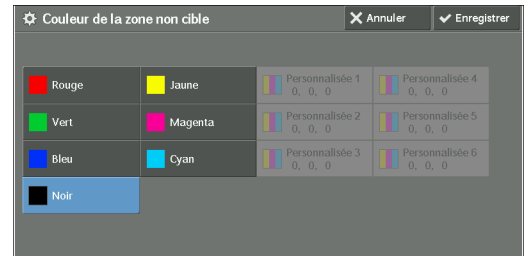 Couleur de la zone non cible
Annuler
Enregistrer
Rouge
Jaune
Personnalisée 1
0, 0, 0
Personnalisée 4
0, 0, 0
Vert
Magenta
Personnalisée 2
0, 0, 0
Personnalisée 5
0, 0, 0
Bleu
Cyan
Personnalisée 3
0, 0, 0
Personnalisée 6
0, 0, 0
Noir